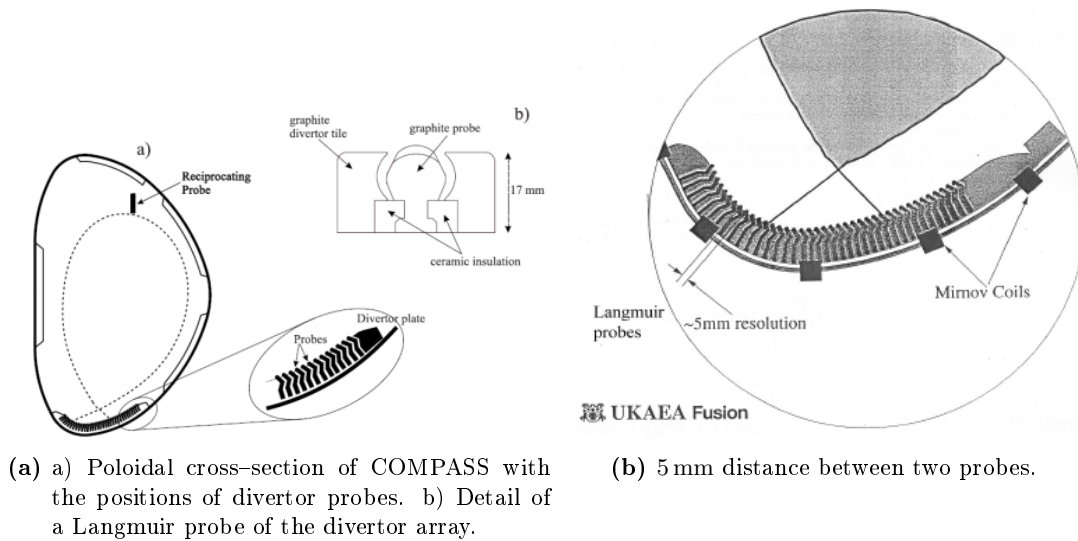 a)
Reciprocating
Probe
b)
graphite
divertor tile
graphite probe
17 mm
ceramic insulation
Divertor plate
Probes
Mirnov Coils
Langmuir
probes
~5mm resolution
UKAEA Fusion
(a) a) Poloidal cross–section of COMPASS with
the positions of divertor probes. b) Detail of
a Langmuir probe of the divertor array.
(b) 5 mm distance between two probes.